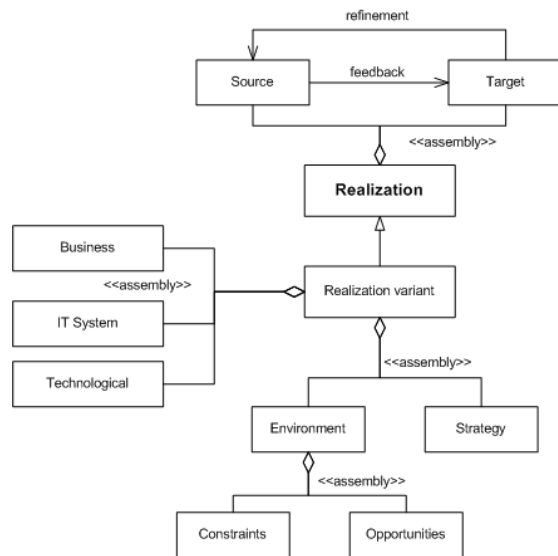 refinement
Source
feedback
Target
<<assembly>>
Realization
Business
<<assembly>>
Realization variant
IT System
Technological
<<assembly>>
Environment
Strategy
<<assembly>>
Constraints
Opportunities